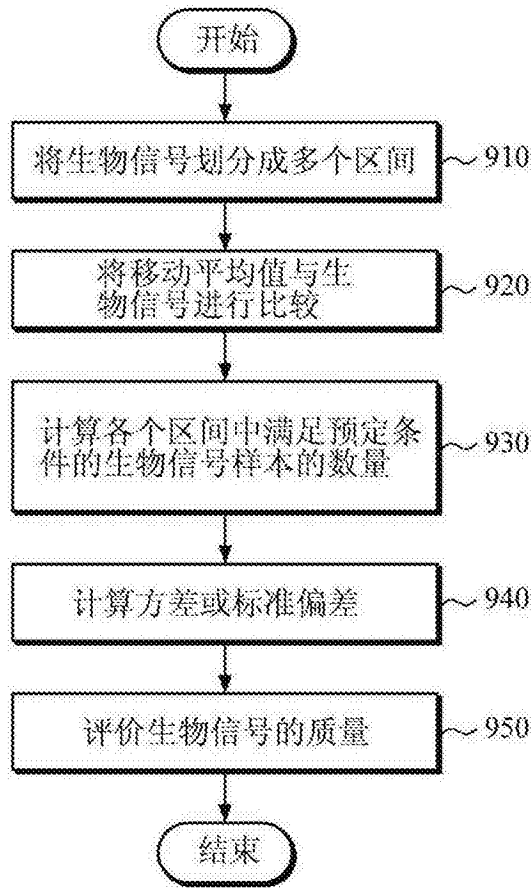 开始
将生物信号划分成多个区间
910
将移动平均值与生
物信号进行比较
920
计算各个区间中满足预定条
件的生物信号样本的数量
930
计算方差或标准偏差
940
评价生物信号的质量
950
结束